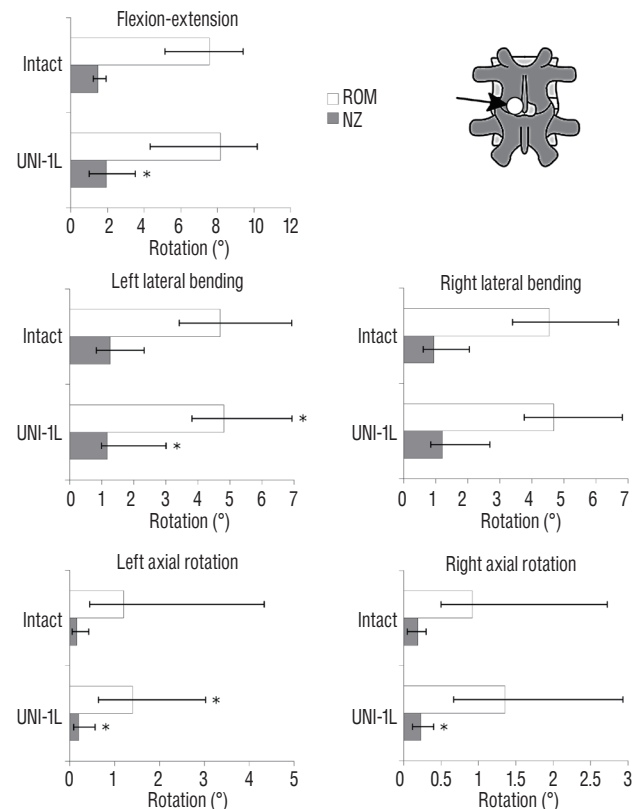 Flexion-extension
Intact
UNI-1L
*
0 2 4 6 8 10 12
Rotation (°)
ROM
NZ
Left lateral bending
Intact
UNI-1L
*
*
0 1 2 3 4 5 6 7
Rotation (°)
Right lateral bending
Intact
UNI-1L
0 1 2 3 4 5 6 7
Rotation (°)
Left axial rotation
Intact
UNI-1L
*
*
0 1 2 3 4 5
Rotation (°)
Right axial rotation
Intact
UNI-1L
*
0 0.5 1 1.5 2 2.5 3
Rotation (°)